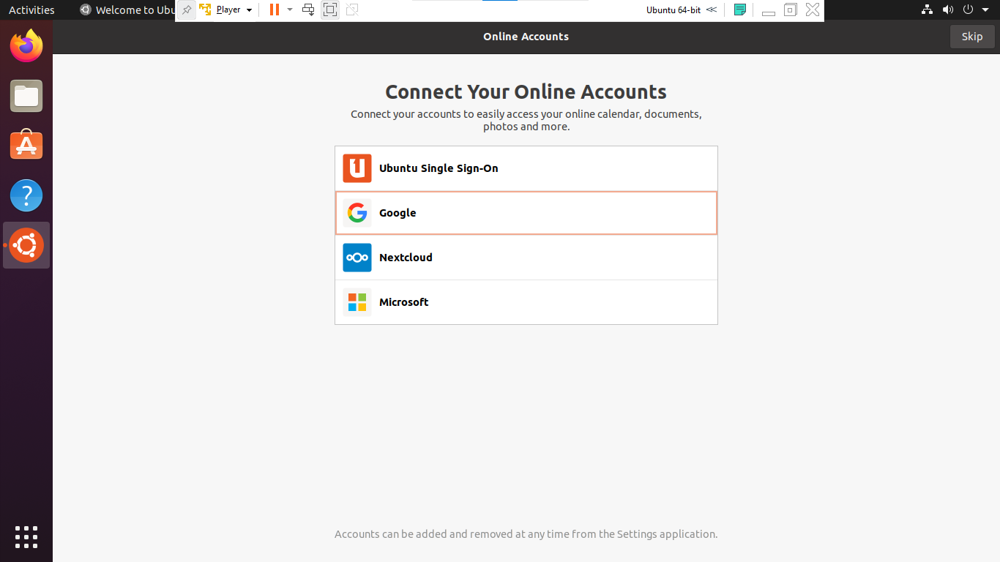 Activities
Welcome to Ubu
Player
Ubuntu 64-bit
Online Accounts
Skip
Connect Your Online Accounts
Connect your accounts to easily access your online calendar, documents,
photos and more.
Ubuntu Single Sign-On
Google
Nextcloud
Microsoft
Accounts can be added and removed at any time from the Settings application.